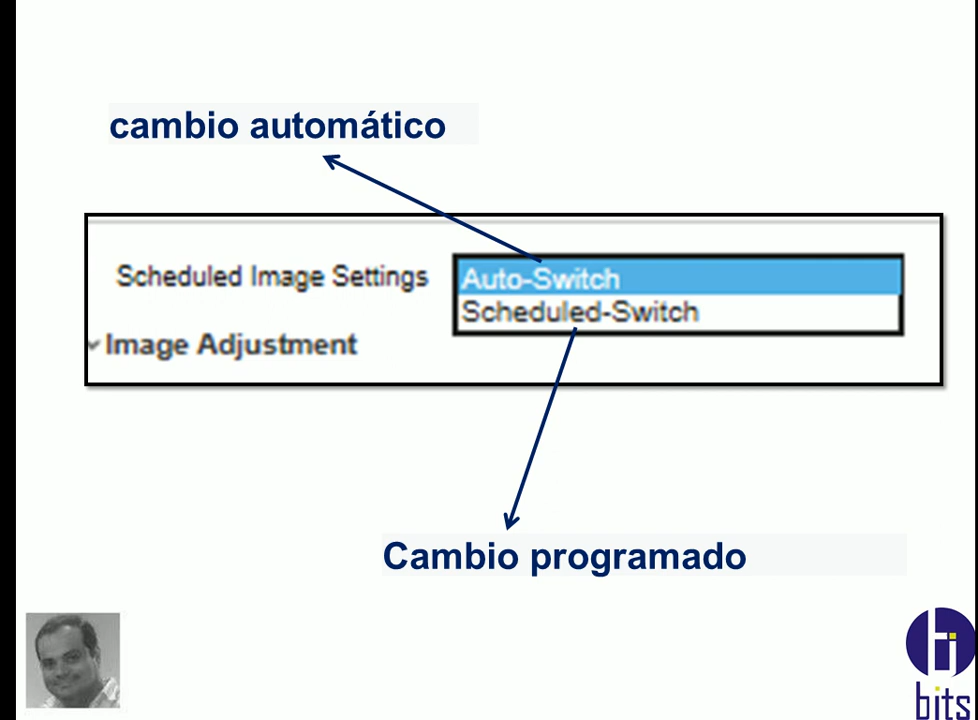 cambio automático
Scheduled Image Settings
Auto-Switch
Scheduled-Switch
Image Adjustment
Cambio programado
bits